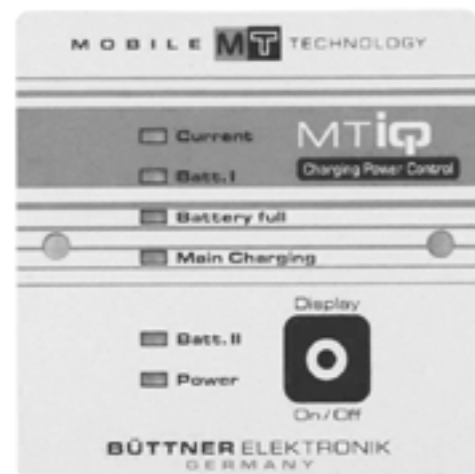 MOBILE MT TECHNOLOGY
Current
MTiQ
Batt. I
Charging Power Control
Battery full
Main Charging
Display
Batt. II
Power
On/Off
BÜTTNER ELEKTRONIK
GERMANY